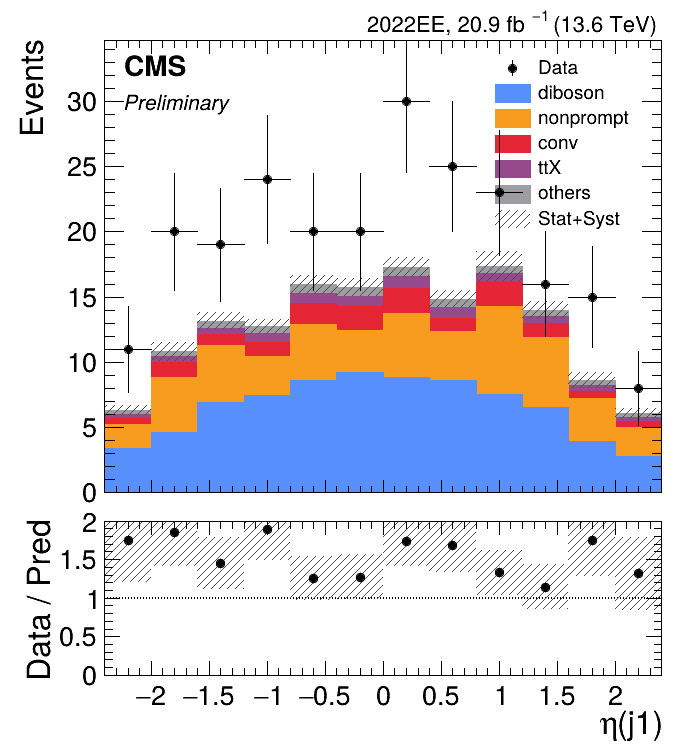 2022EE, 20.9 fb⁻¹ (13.6 TeV)
CMS
Preliminary
Events
30
25
20
15
10
5
0
Data
diboson
nonprompt
conv
ttX
others
Stat+Syst
Data / Pred
2
1.5
1
0.5
0
−2 −1.5 −1 −0.5 0 0.5 1 1.5 2
η(j1)